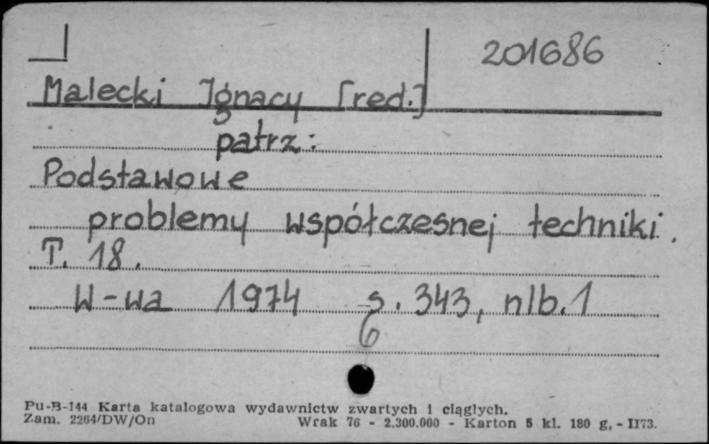 201686
Malecki Ignacy [red.]
patrz:
Podstawowe
problemy współczesnej techniki.
T. 18.
W-wa 1974 s. 343, nlb. 1
6
Pu-B-144 Karta katalogowa wydawnictw zwartych i ciągłych.
Zam. 2264/DW/On Wrak 76 - 2.300.000 - Karton 5 kl. 180 g. - II73.